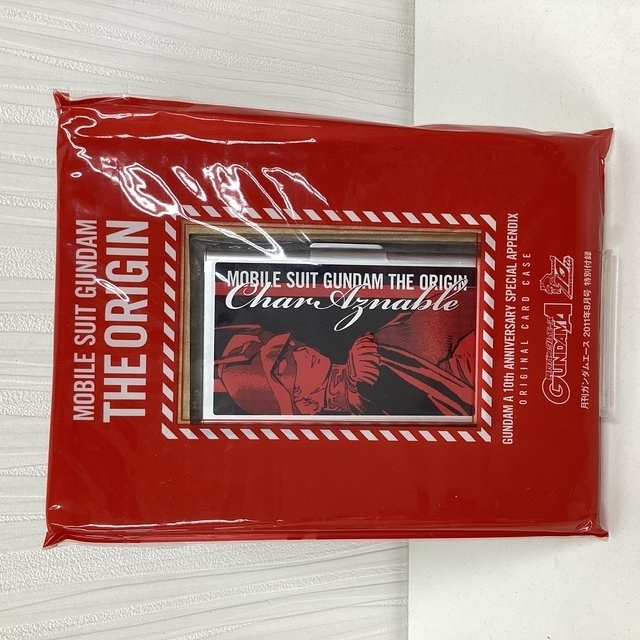 MOBILE SUIT GUNDAM
THE ORIGIN
MOBILE SUIT GUNDAM THE ORIGIN
Char Aznable
GUNDAM A 10th ANNIVERSARY SPECIAL APPENDIX
ORIGINAL CARD CASE
GUNDAM A
月刊ガンダムエース 2011年8月号 特別付録